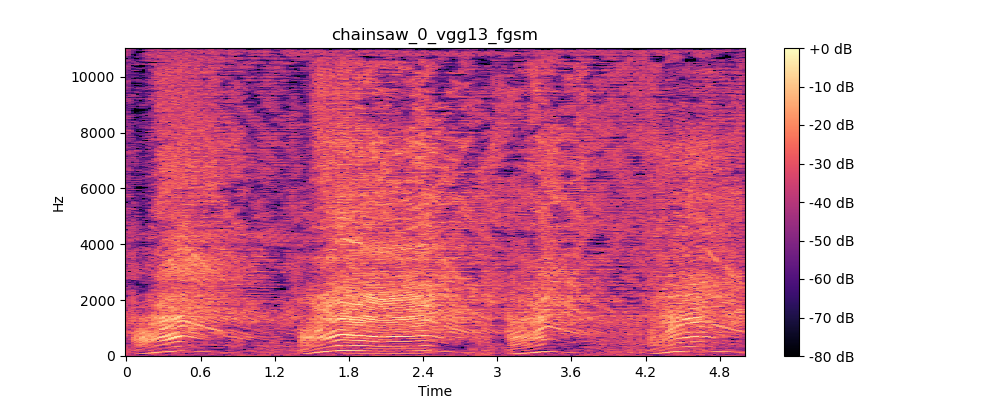 chainsaw_0_vgg13_fgsm
Hz
10000
8000
6000
4000
2000
0
0 0.6 1.2 1.8 2.4 3 3.6 4.2 4.8
Time
+0 dB
-10 dB
-20 dB
-30 dB
-40 dB
-50 dB
-60 dB
-70 dB
-80 dB